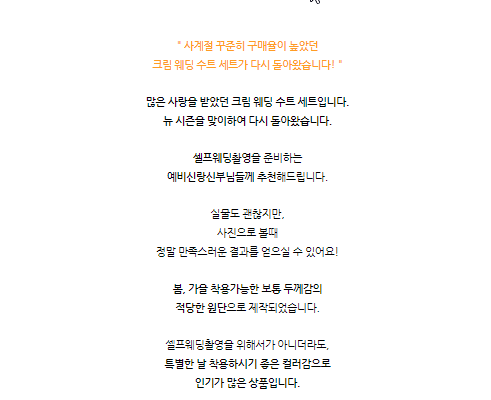 " 사계절 꾸준히 구매율이 높았던
크림 웨딩 수트 세트가 다시 돌아왔습니다! "
많은 사랑을 받았던 크림 웨딩 수트 세트입니다.
뉴 시즌을 맞이하여 다시 돌아왔습니다.
셀프웨딩촬영을 준비하는
예비신랑신부님들께 추천해드립니다.
실물도 괜찮지만,
사진으로 볼때
정말 만족스러운 결과를 얻으실 수 있어요!
봄, 가을 착용가능한 보통 두께감의
적당한 원단으로 제작되었습니다.
셀프웨딩촬영을 위해서가 아니더라도,
특별한 날 착용하시기 좋은 컬러감으로
인기가 많은 상품입니다.